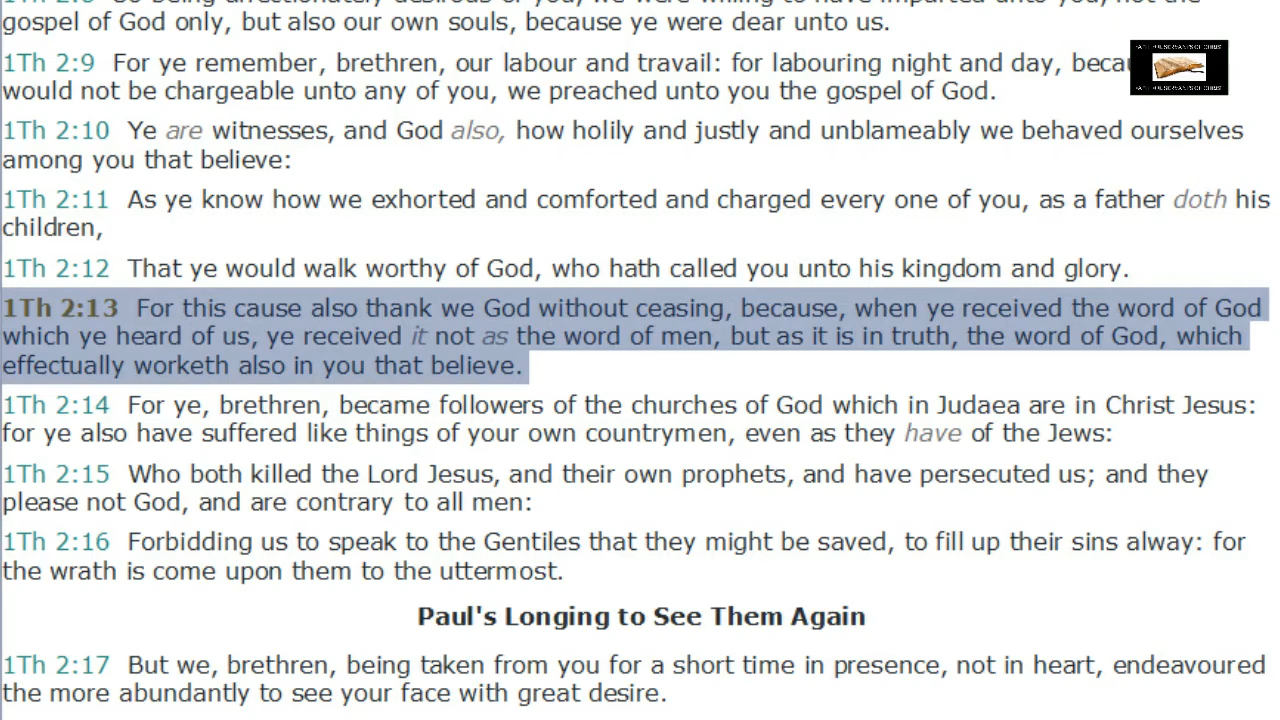 gospel of God only, but also our own souls, because ye were dear unto us.
1Th 2:9 For ye remember, brethren, our labour and travail: for labouring night and day,
would not be chargeable unto any of you, we preached unto you the gospel of God.
1Th 2:10 Ye are witnesses, and God also, how holily and justly and unblameably we behaved ourselves
among you that believe:
1Th 2:11 As ye know how we exhorted and comforted and charged every one of you, as a father doth his
children,
1Th 2:12 That ye would walk worthy of God, who hath called you unto his kingdom and glory.
1Th 2:13 For this cause also thank we God without ceasing, because, when ye received the word of God
which ye heard of us, ye received it not as the word of men, but as it is in truth, the word of God, which
effectually worketh also in you that believe.
1Th 2:14 For ye, brethren, became followers of the churches of God which in Judaea are in Christ Jesus:
for ye also have suffered like things of your own countrymen, even as they have of the Jews:
1Th 2:15 Who both killed the Lord Jesus, and their own prophets, and have persecuted us; and they
please not God, and are contrary to all men:
1Th 2:16 Forbidding us to speak to the Gentiles that they might be saved, to fill up their sins alway: for
the wrath is come upon them to the uttermost.
Paul's Longing to See Them Again
1Th 2:17 But we, brethren, being taken from you for a short time in presence, not in heart, endeavoured
the more abundantly to see your face with great desire.